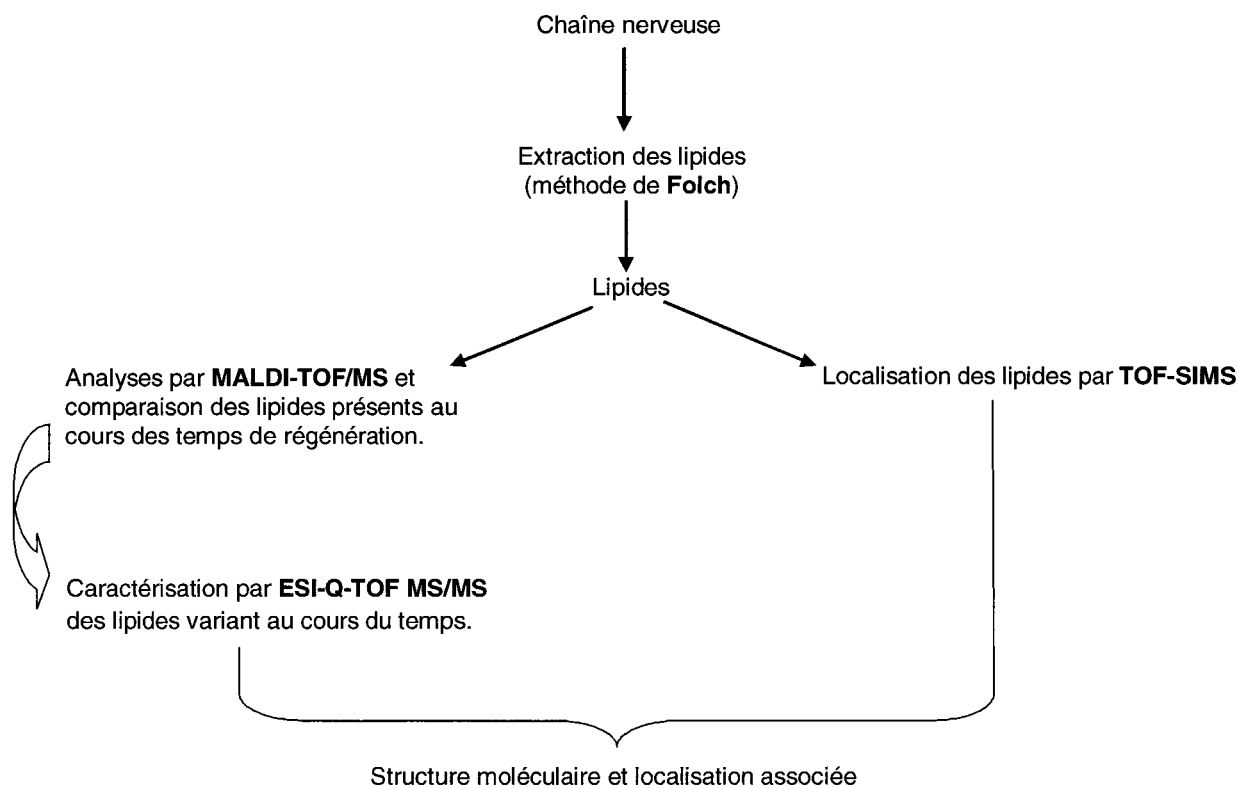 Chaîne nerveuse
Extraction des lipides
(méthode de Folch)
Lipides
Analyses par MALDI-TOF/MS et
comparaison des lipides présents au
cours des temps de régénération.
Localisation des lipides par TOF-SIMS
Caractérisation par ESI-Q-TOF MS/MS
des lipides variant au cours du temps.
Structure moléculaire et localisation associée